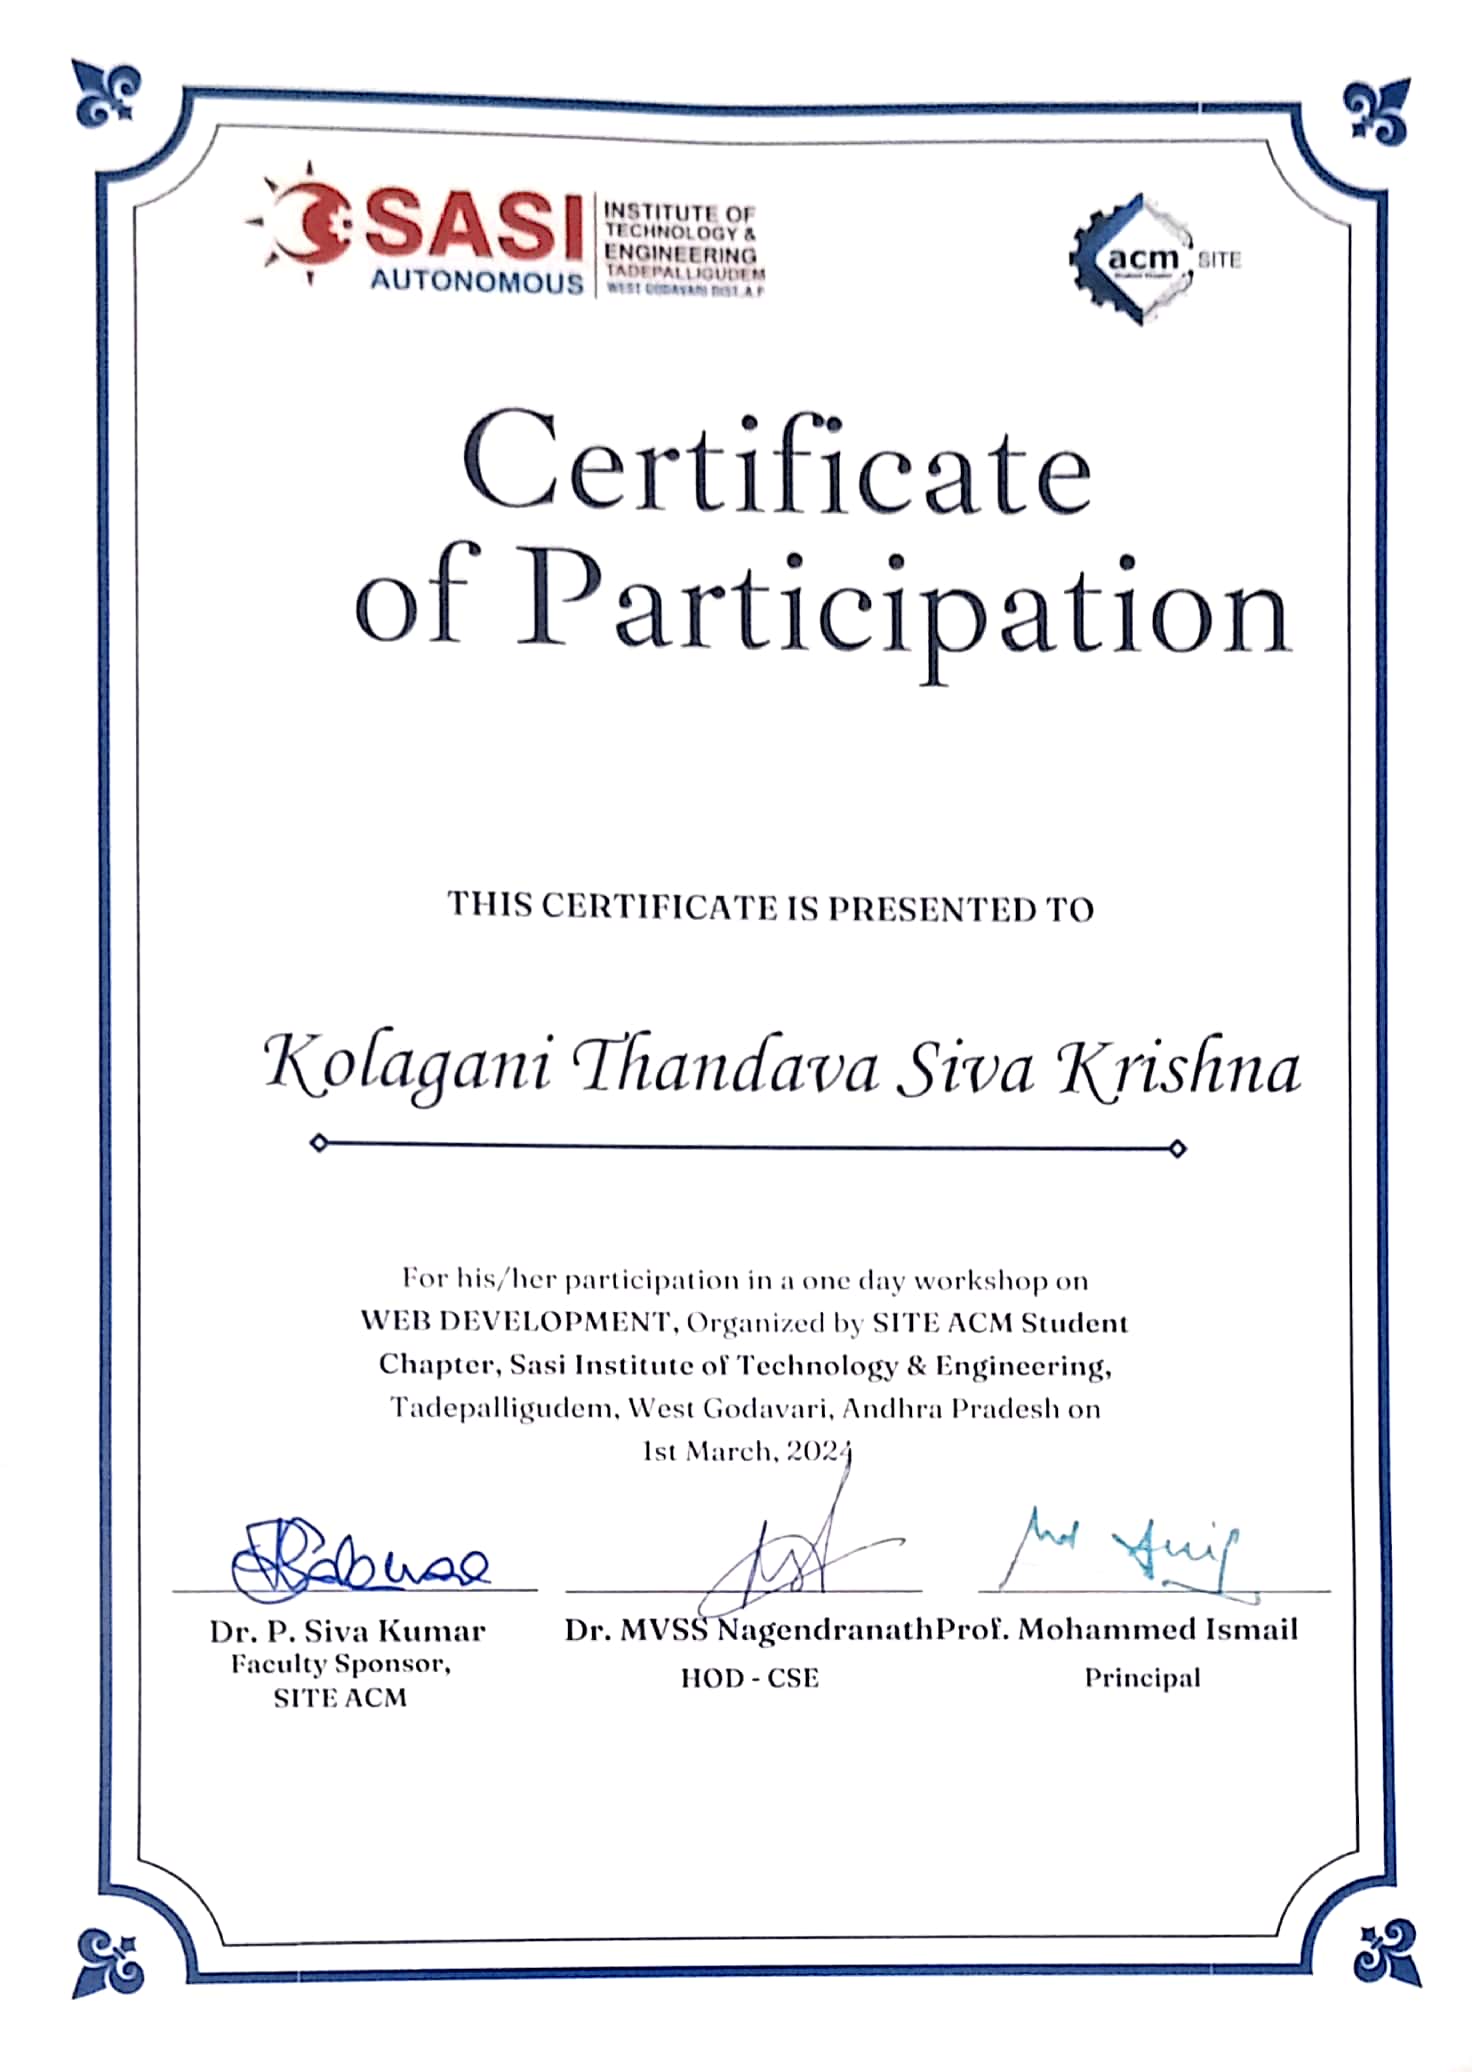 SASI
AUTONOMOUS
INSTITUTE OF
TECHNOLOGY &
ENGINEERING
TADEPALLIGUDEM
WEST GODAVARI DIST. A.P
acm SITE
Certificate
of Participation
THIS CERTIFICATE IS PRESENTED TO
Kolagani Thandava Siva Krishna
For his/her participation in a one day workshop on
WEB DEVELOPMENT, Organized by SITE ACM Student
Chapter, Sasi Institute of Technology & Engineering,
Tadepalligudem, West Godavari, Andhra Pradesh on
1st March, 2024
Dr. P. Siva Kumar
Faculty Sponsor,
SITE ACM
Dr. MVSS Nagendranath
HOD - CSE
Prof. Mohammed Ismail
Principal